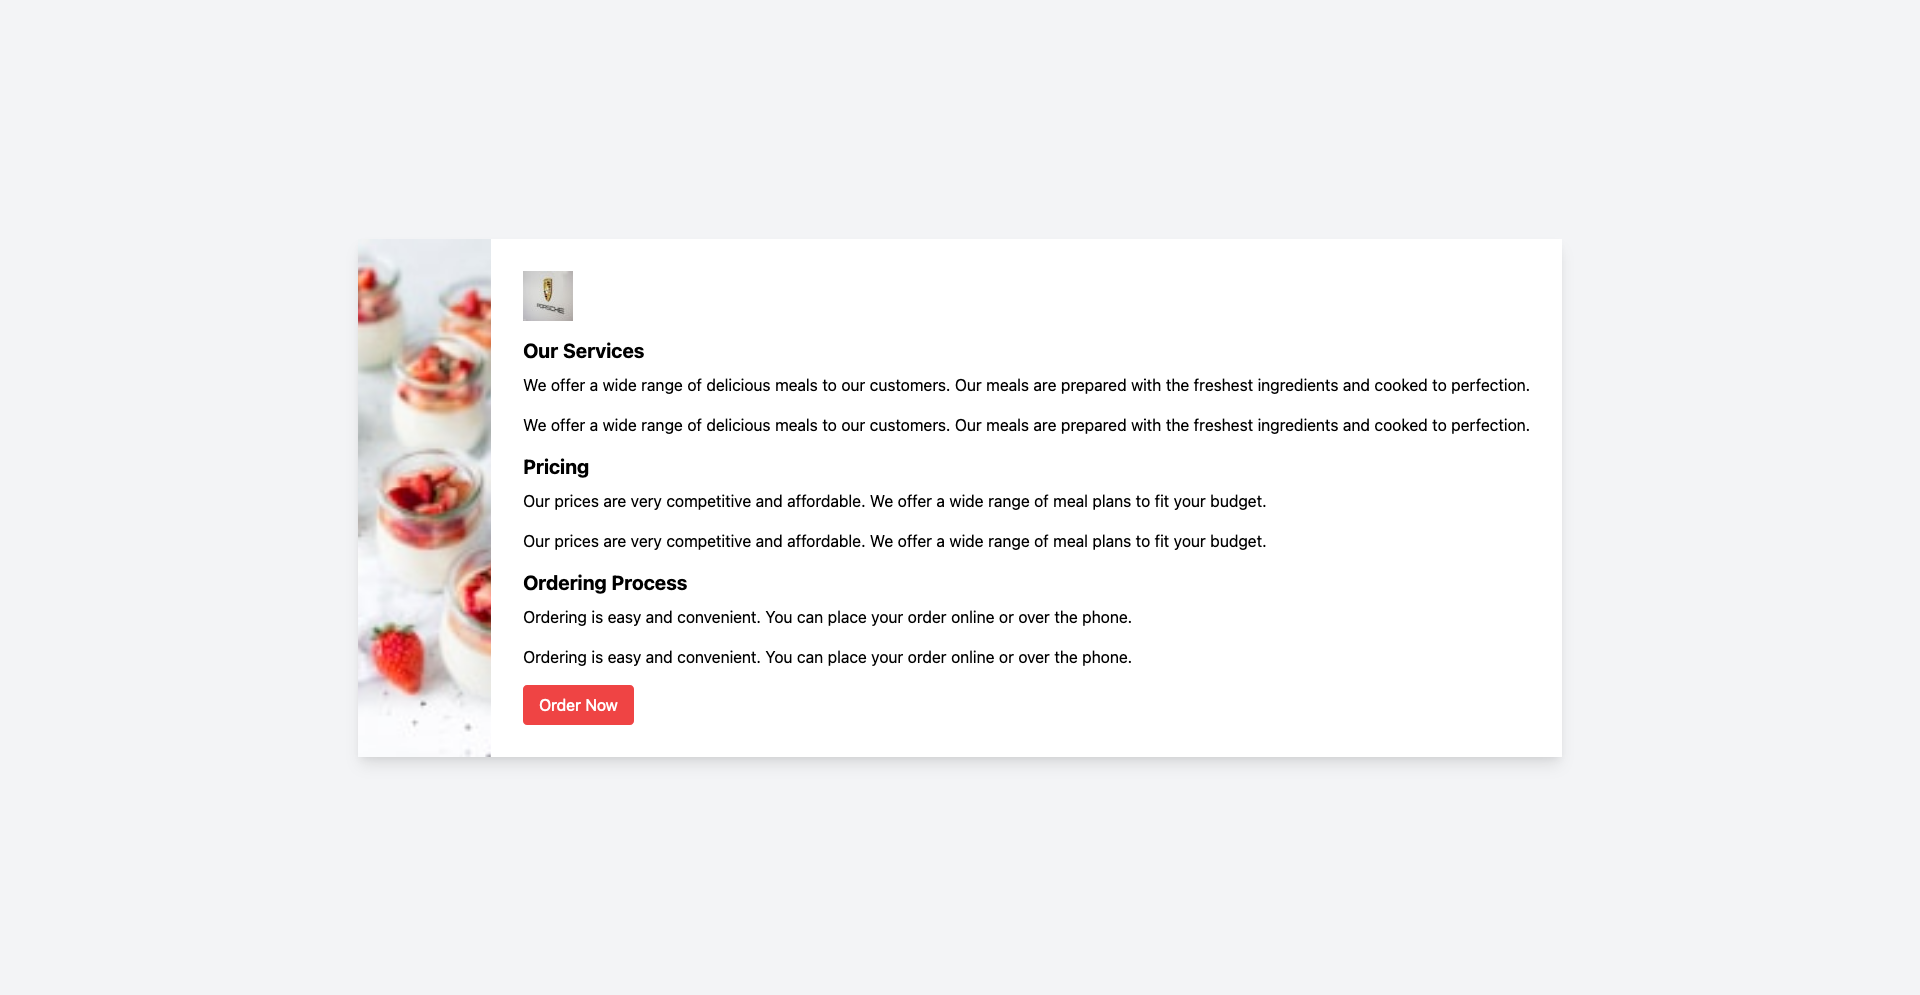 PORSCHE
Our Services
We offer a wide range of delicious meals to our customers. Our meals are prepared with the freshest ingredients and cooked to perfection.
We offer a wide range of delicious meals to our customers. Our meals are prepared with the freshest ingredients and cooked to perfection.
Pricing
Our prices are very competitive and affordable. We offer a wide range of meal plans to fit your budget.
Our prices are very competitive and affordable. We offer a wide range of meal plans to fit your budget.
Ordering Process
Ordering is easy and convenient. You can place your order online or over the phone.
Ordering is easy and convenient. You can place your order online or over the phone.
Order Now